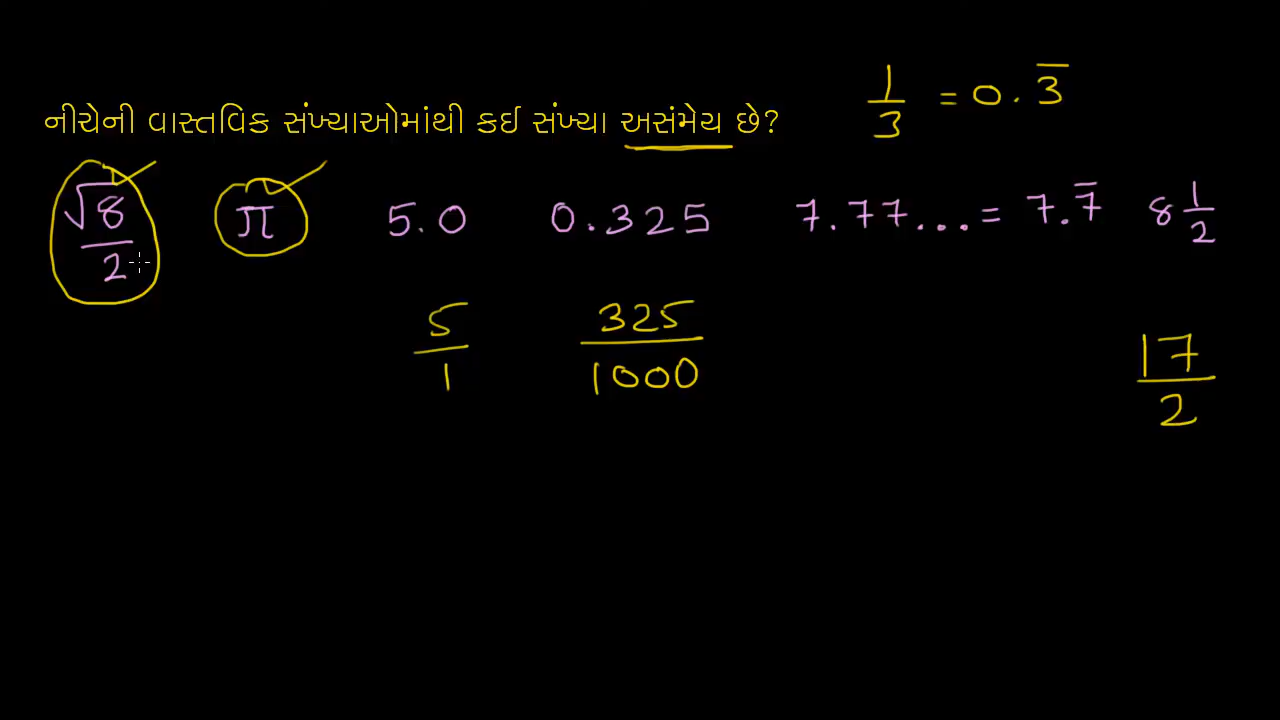 1/3 = 0.3̅
નીચેની વાસ્તવિક સંખ્યાઓમાંથી કઈ સંખ્યા અસંમેય છે?
√8/2 π 5.0 0.325 7.77... = 7.7̅ 8 1/2
5/1 325/1000 17/2